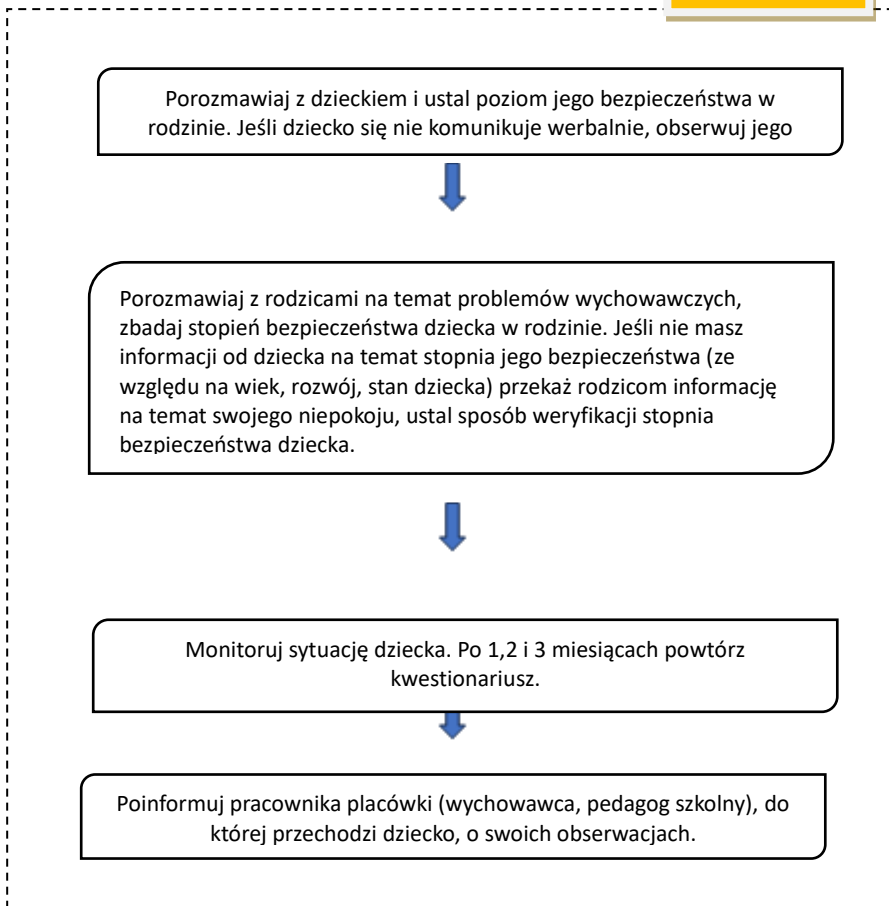 Porozmawiaj z dzieckiem i ustal poziom jego bezpieczeństwa w
rodzinie. Jeśli dziecko się nie komunikuje werbalnie, obserwuj jego
Porozmawiaj z rodzicami na temat problemów wychowawczych,
zbadaj stopień bezpieczeństwa dziecka w rodzinie. Jeśli nie masz
informacji od dziecka na temat stopnia jego bezpieczeństwa (ze
względu na wiek, rozwój, stan dziecka) przekaż rodzicom informację
na temat swojego niepokoju, ustal sposób weryfikacji stopnia
bezpieczeństwa dziecka.
Monitoruj sytuację dziecka. Po 1,2 i 3 miesiącach powtórz
kwestionariusz.
Poinformuj pracownika placówki (wychowawca, pedagog szkolny), do
której przechodzi dziecko, o swoich obserwacjach.